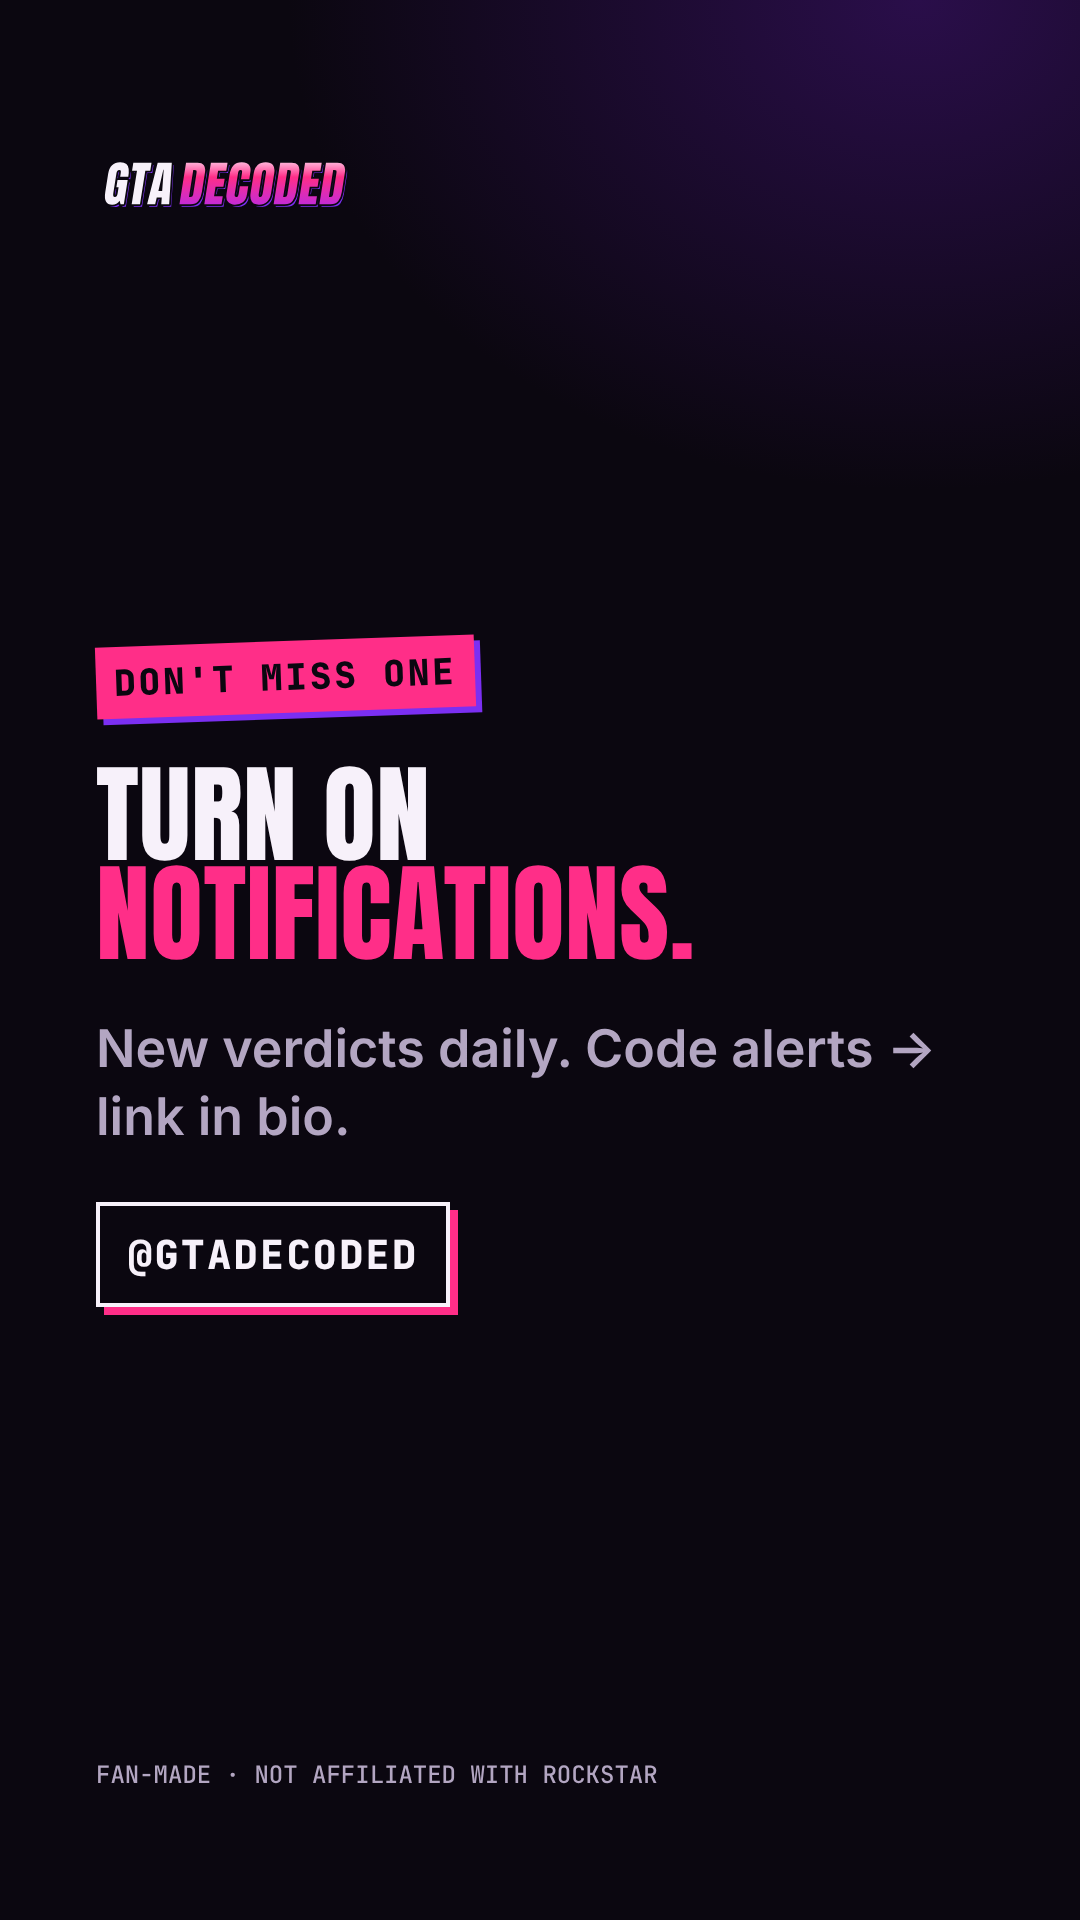 GTA DECODED
DON'T MISS ONE
TURN ON
NOTIFICATIONS.
New verdicts daily. Code alerts →
link in bio.
@GTADECODED
FAN-MADE · NOT AFFILIATED WITH ROCKSTAR